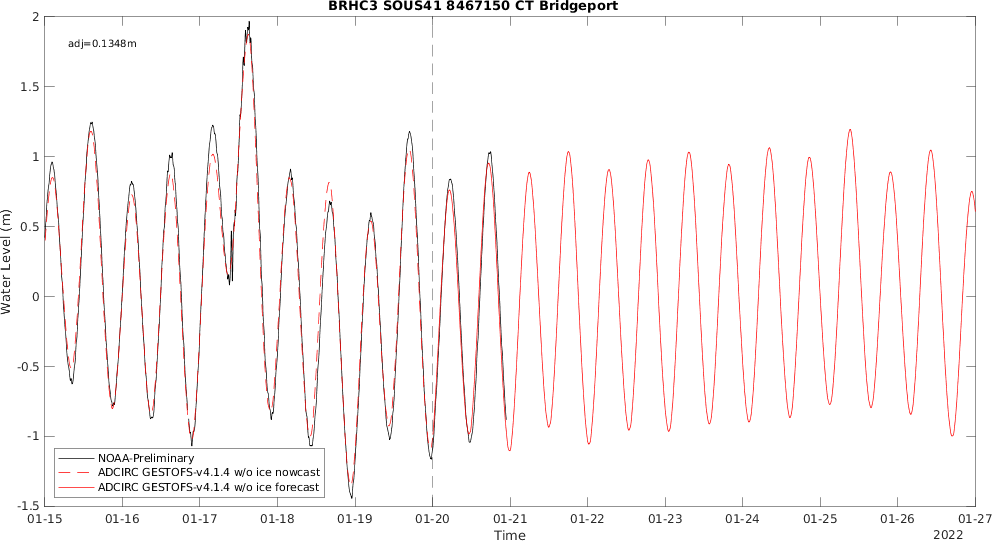 BRHC3 SOUS41 8467150 CT Bridgeport
adj=0.1348m
Water Level (m)
2
1.5
1
0.5
0
-0.5
-1
-1.5
NOAA-Preliminary
ADCIRC GESTOFS-v4.1.4 w/o ice nowcast
ADCIRC GESTOFS-v4.1.4 w/o ice forecast
01-15 01-16 01-17 01-18 01-19 01-20 01-21 01-22 01-23 01-24 01-25 01-26 01-27
Time
2022